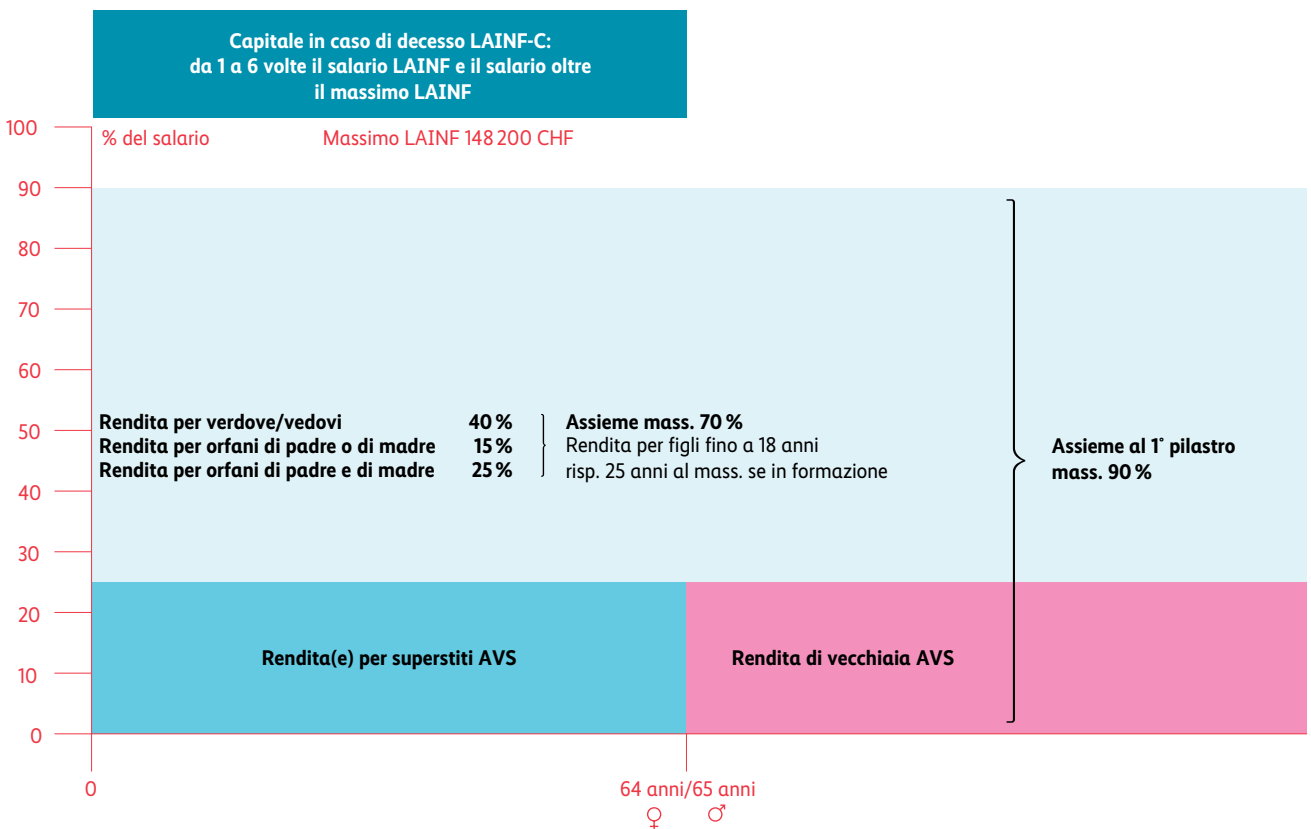 Capitale in caso di decesso LAINF-C:
da 1 a 6 volte il salario LAINF e il salario oltre
il massimo LAINF
100
% del salario
Massimo LAINF 148 200 CHF
90
80
70
60
50
40
30
20
10
0
Rendita per verdove/vedovi 40 %
Rendita per orfani di padre o di madre 15 %
Rendita per orfani di padre e di madre 25 %
Assieme mass. 70 %
Rendita per figli fino a 18 anni
risp. 25 anni al mass. se in formazione
Assieme al 1° pilastro
mass. 90 %
Rendita(e) per superstiti AVS
Rendita di vecchiaia AVS
0
64 anni/65 anni
♀ ♂